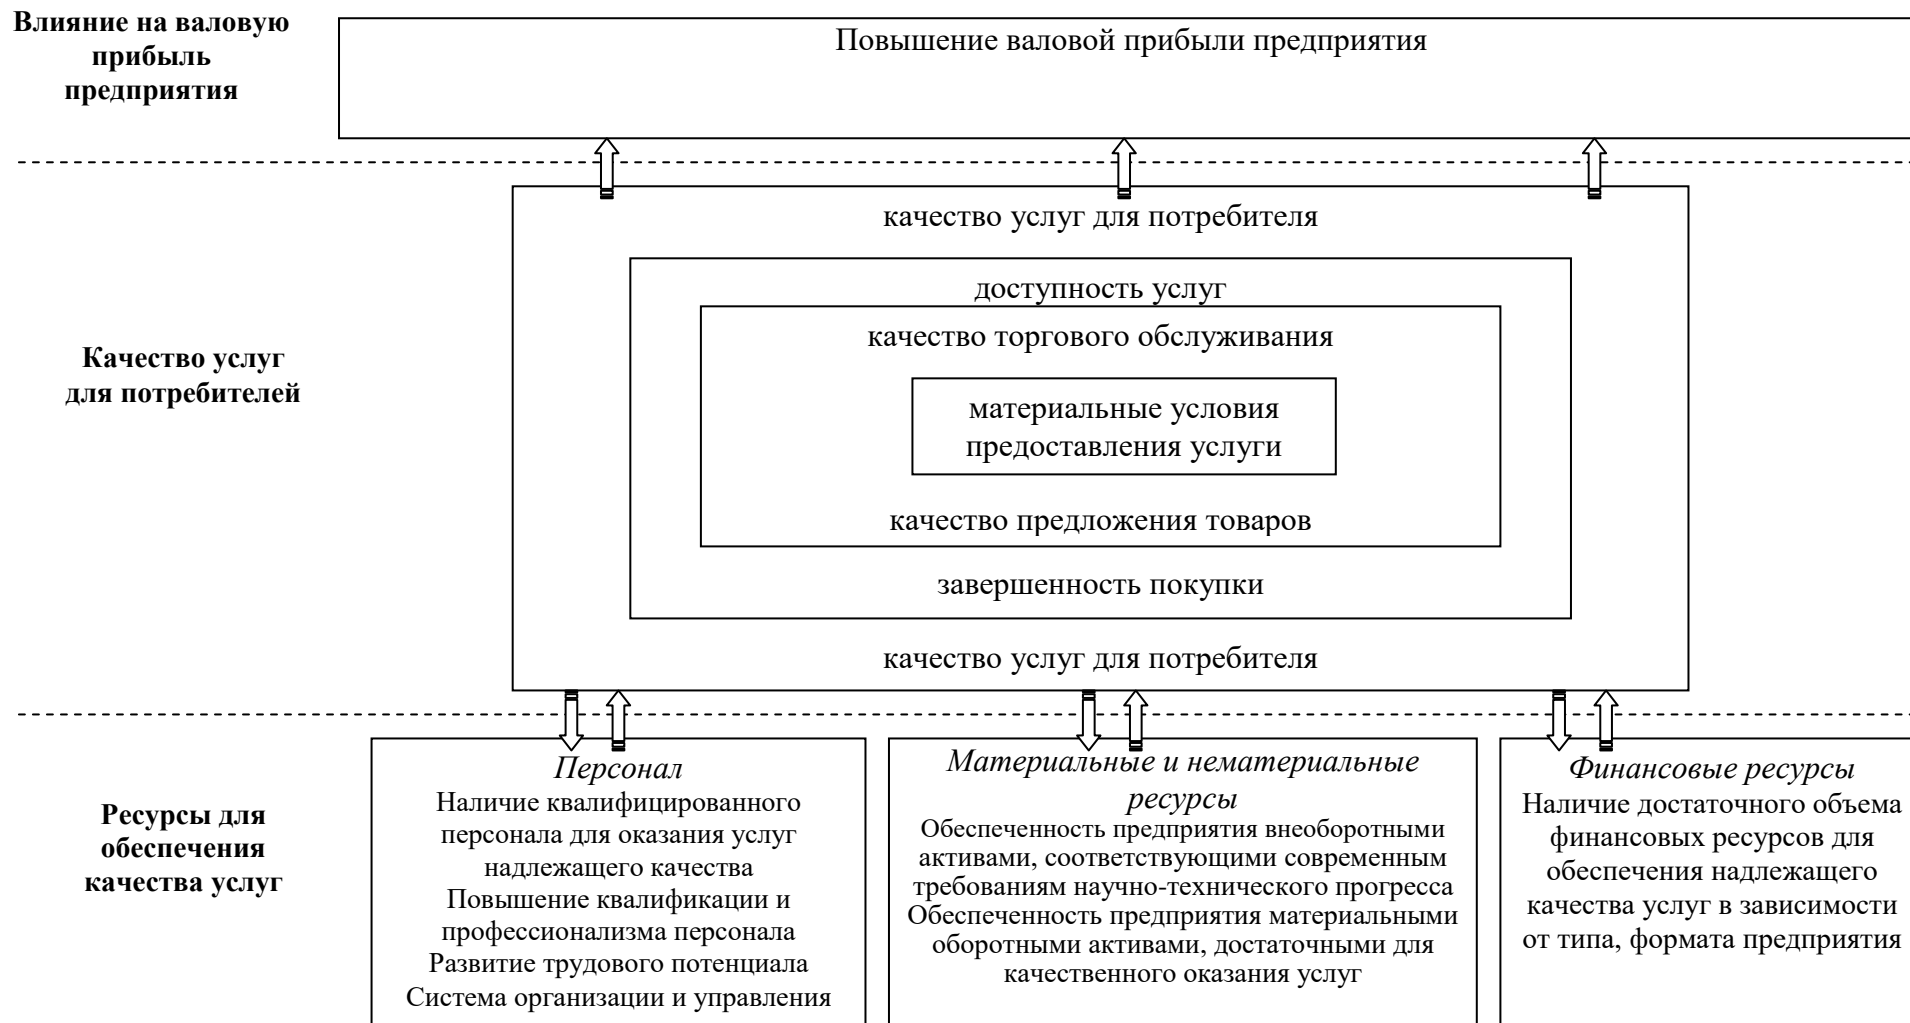 Влияние на валовую
прибыль
предприятия
Повышение валовой прибыли предприятия
Качество услуг
для потребителей
качество услуг для потребителя
доступность услуг
качество торгового обслуживания
материальные условия
предоставления услуги
качество предложения товаров
завершенность покупки
качество услуг для потребителя
Ресурсы для
обеспечения
качества услуг
Персонал
Наличие квалифицированного
персонала для оказания услуг
надлежащего качества
Повышение квалификации и
профессионализма персонала
Развитие трудового потенциала
Система организации и управления
Материальные и нематериальные
ресурсы
Обеспеченность предприятия внеоборотными
активами, соответствующими современным
требованиям научно-технического прогресса
Обеспеченность предприятия материальными
оборотными активами, достаточными для
качественного оказания услуг
Финансовые ресурсы
Наличие достаточного объема
финансовых ресурсов для
обеспечения надлежащего
качества услуг в зависимости
от типа, формата предприятия